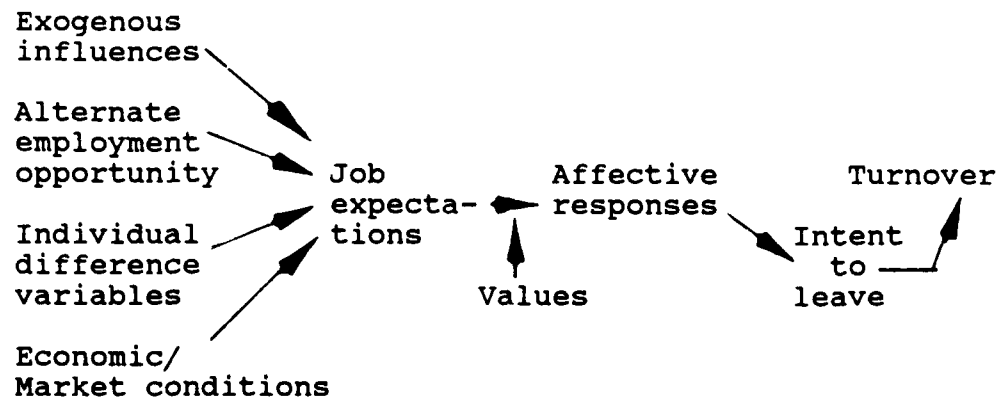 Exogenous
influences
Alternate
employment
opportunity
Individual
difference
variables
Economic/
Market conditions
Job
expecta-
tions
Values
Affective
responses
Intent
to
leave
Turnover